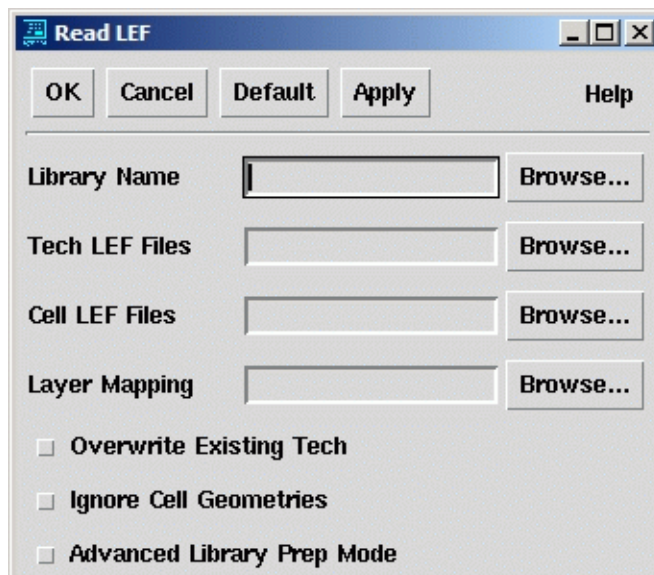 Read LEF
OK Cancel Default Apply Help
Library Name Browse...
Tech LEF Files Browse...
Cell LEF Files Browse...
Layer Mapping Browse...
Overwrite Existing Tech
Ignore Cell Geometries
Advanced Library Prep Mode